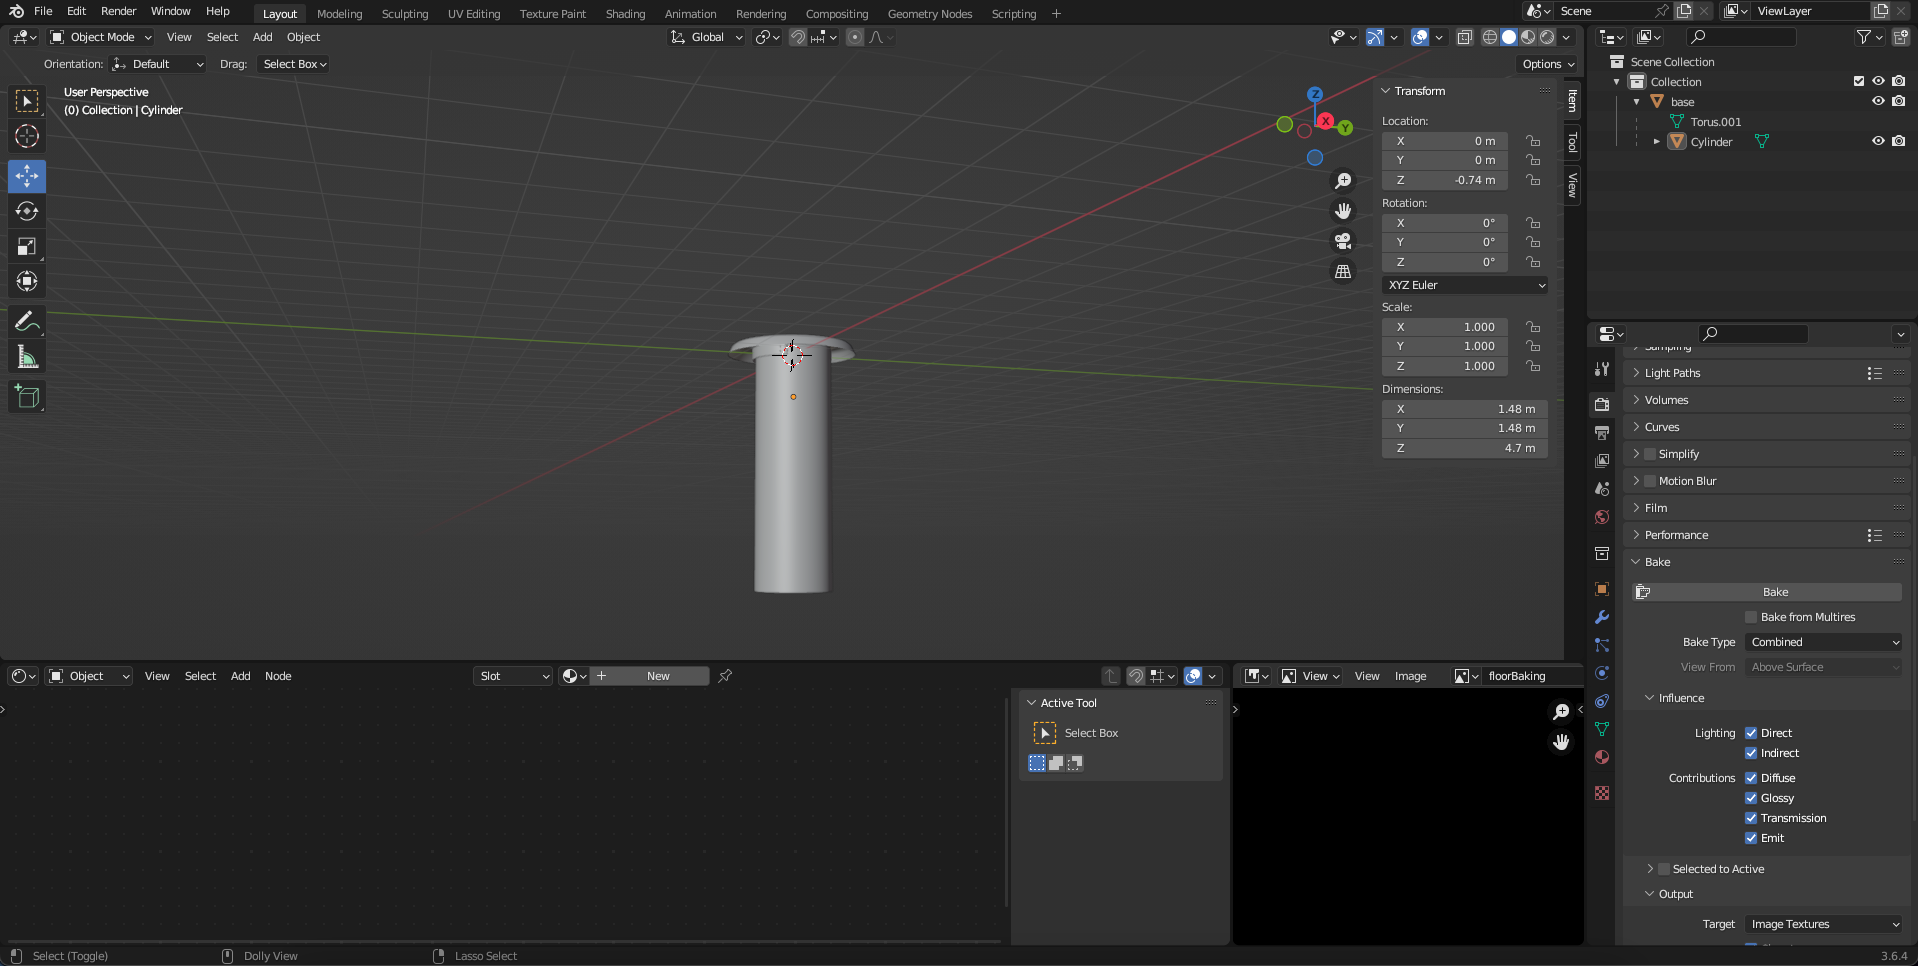 File Edit Render Window Help
Layout Modeling Sculpting UV Editing Texture Paint Shading Animation Rendering Compositing Geometry Nodes Scripting +
Scene
ViewLayer
Object Mode View Select Add Object
Global
Orientation: Default Drag: Select Box
Options
User Perspective
(0) Collection | Cylinder
Z
X
Y
Transform
Location:
X 0 m
Y 0 m
Z -0.74 m
Rotation:
X 0°
Y 0°
Z 0°
XYZ Euler
Scale:
X 1.000
Y 1.000
Z 1.000
Dimensions:
X 1.48 m
Y 1.48 m
Z 4.7 m
Item
Tool
View
Scene Collection
Collection
base
Torus.001
Cylinder
Sampling
Light Paths
Volumes
Curves
Simplify
Motion Blur
Film
Performance
Bake
Bake
Bake from Multires
Bake Type Combined
View From Above Surface
Influence
Lighting Direct
Indirect
Contributions Diffuse
Glossy
Transmission
Emit
Selected to Active
Output
Target Image Textures
Object View Select Add Node
Slot
New
Active Tool
Select Box
View View Image
floorBaking
Select (Toggle)
Dolly View
Lasso Select
3.6.4